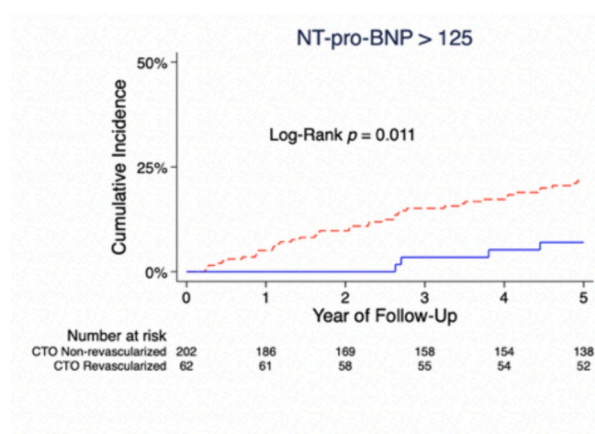 NT-pro-BNP > 125
50%
Log-Rank p = 0.011
25%
0%
Cumulative Incidence
0 1 2 3 4 5
Year of Follow-Up
Number at risk
CTO Non-revascularized 202 186 169 158 154 138
CTO Revascularized 62 61 58 55 54 52